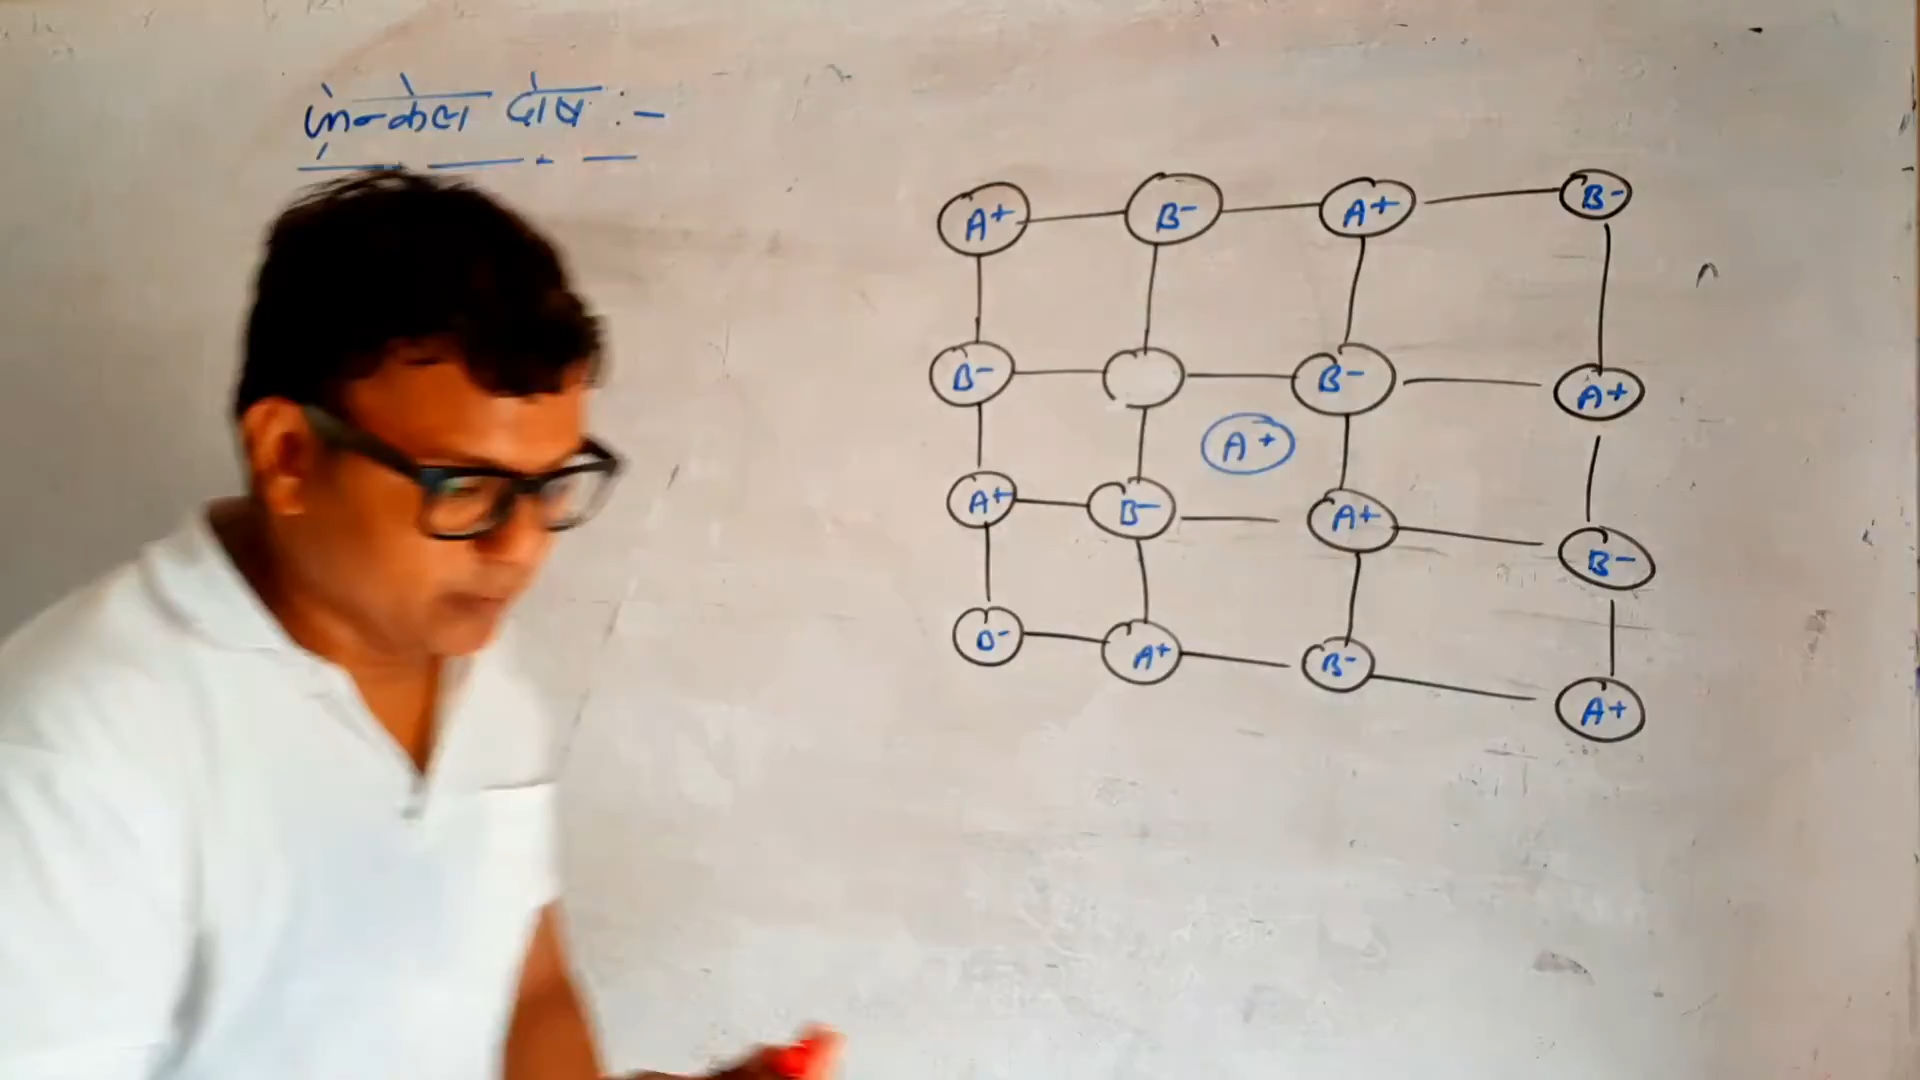 फ्रेन्केल दोष :-
A+ B- A+ B-
B- B- A+
A+
A+ B- A+ B-
B- A+ B- A+